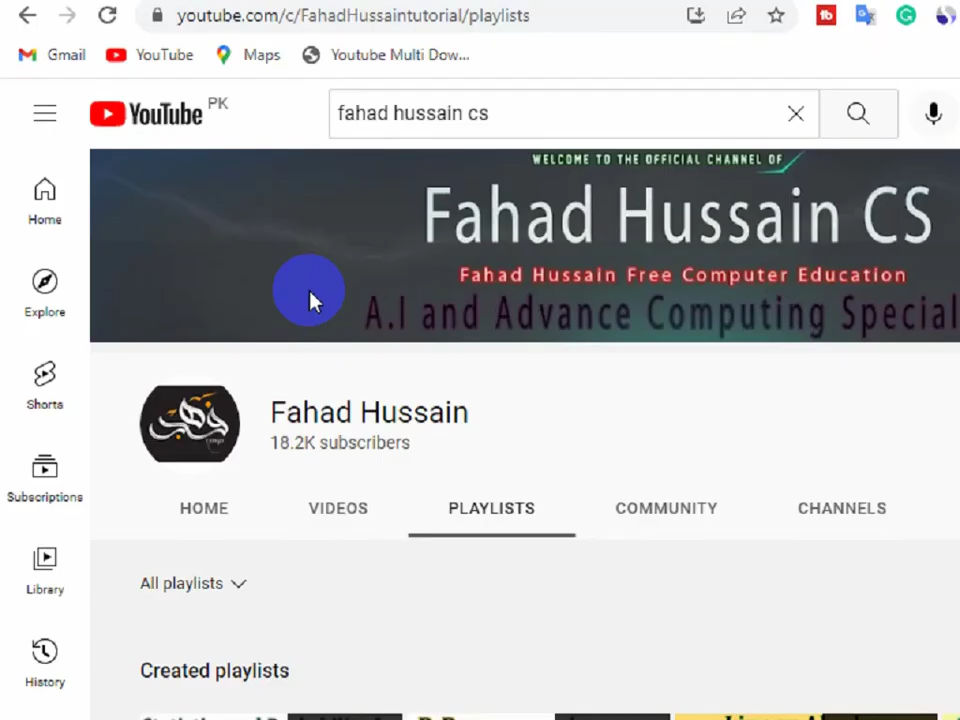 youtube.com/c/FahadHussaintutorial/playlists
Gmail YouTube Maps Youtube Multi Dow...
YouTube PK
fahad hussain cs
WELCOME TO THE OFFICIAL CHANNEL OF
Fahad Hussain CS
Fahad Hussain Free Computer Education
A.I and Advance Computing Special
Home
Explore
Shorts
Subscriptions
Library
History
Fahad Hussain
18.2K subscribers
HOME VIDEOS PLAYLISTS COMMUNITY CHANNELS
All playlists
Created playlists